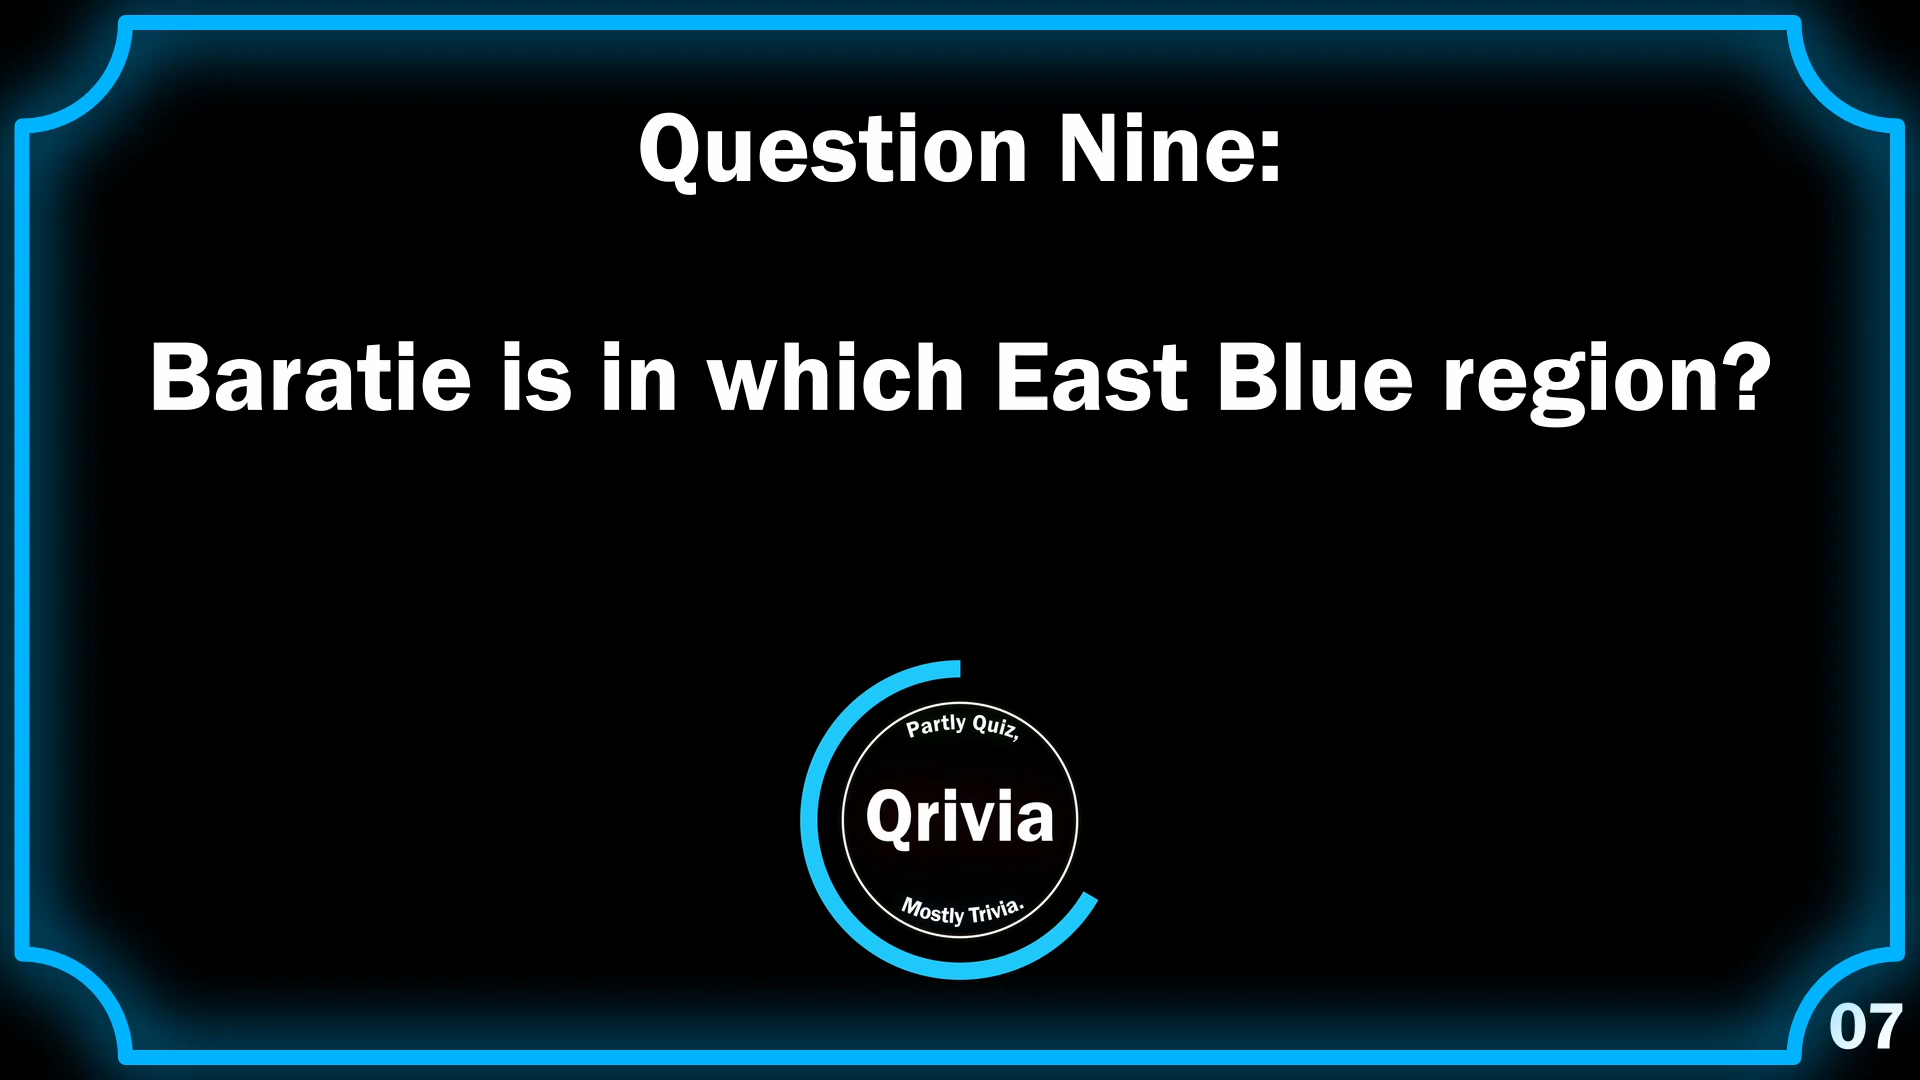 Question Nine:
Baratie is in which East Blue region?
Partly Quiz,
Qrivia
Mostly Trivia.
07